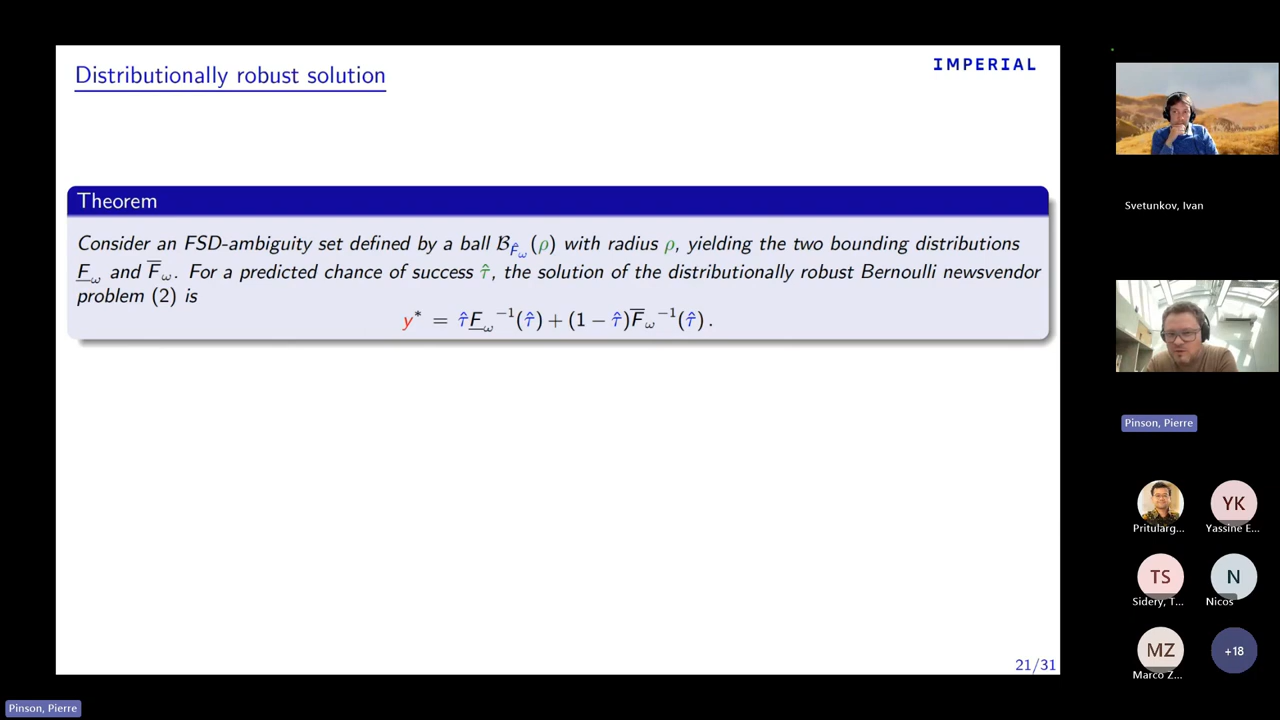 Distributionally robust solution
IMPERIAL
Theorem
Consider an FSD-ambiguity set defined by a ball B_{F̂_ω}(ρ) with radius ρ, yielding the two bounding distributions
F̲_ω and F̅_ω. For a predicted chance of success τ̂, the solution of the distributionally robust Bernoulli newsvendor
problem (2) is
y* = τ̂F̲_ω⁻¹(τ̂) + (1 − τ̂)F̅_ω⁻¹(τ̂) .
21/31
Svetunkov, Ivan
Pinson, Pierre
Pritularg...
YK
Yassine E...
TS
Sidery, T...
N
Nicos
MZ
Marco Z...
+18
Pinson, Pierre